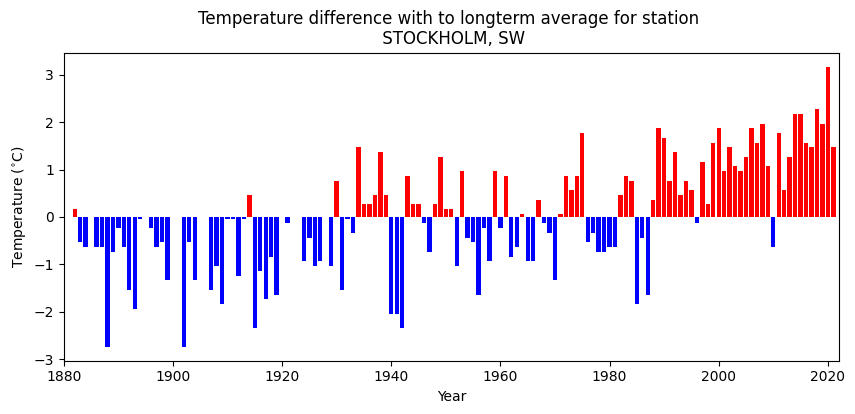 Temperature difference with to longterm average for station
STOCKHOLM, SW
Temperature (°C)
3
2
1
0
−1
−2
−3
1880 1900 1920 1940 1960 1980 2000 2020
Year